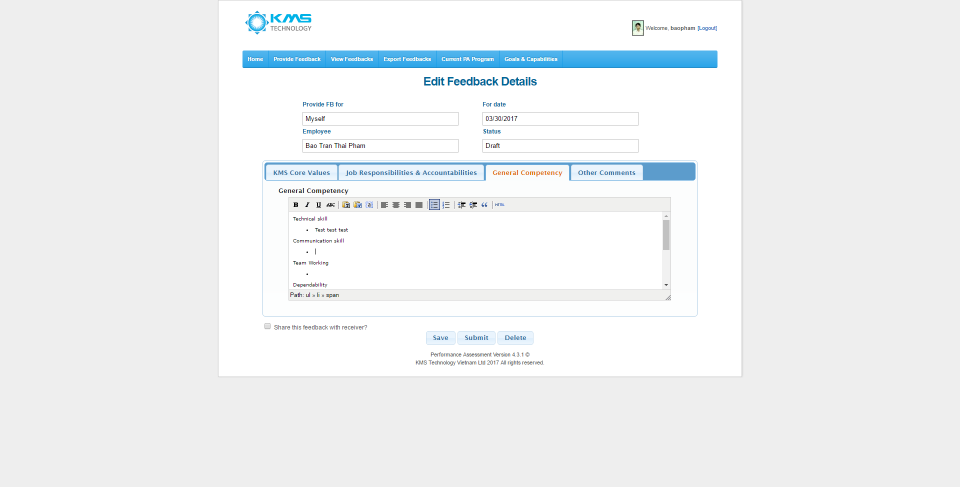 KMS
TECHNOLOGY
Welcome, baopham [Logout]
Home Provide Feedback View Feedbacks Export Feedbacks Current PA Program Goals & Capabilities
Edit Feedback Details
Provide FB for For date
Myself 03/30/2017
Employee Status
Bao Tran Thai Pham Draft
KMS Core Values Job Responsibilities & Accountabilities General Competency Other Comments
General Competency
B I U ABC HTML
Technical skill
• Test test test
Communication skill
•
Team Working
•
Dependability
Path: ul » li » span
Share this feedback with receiver?
Save Submit Delete
Performance Assessment Version 4.3.1 ©
KMS Technology Vietnam Ltd 2017 All rights reserved.